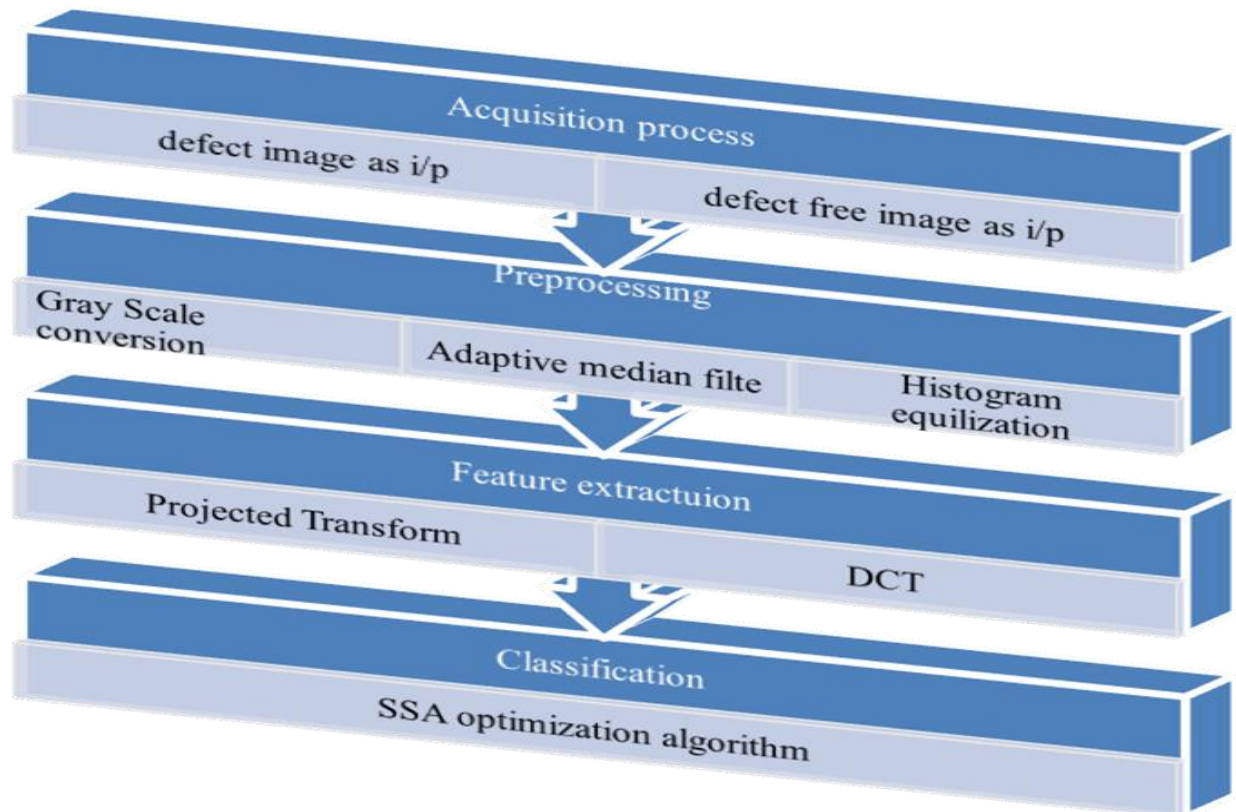 Acquisition process
defect image as i/p
defect free image as i/p
Preprocessing
Gray Scale
conversion
Adaptive median filte
Histogram
equilization
Feature extractuion
Projected Transform
DCT
Classification
SSA optimization algorithm